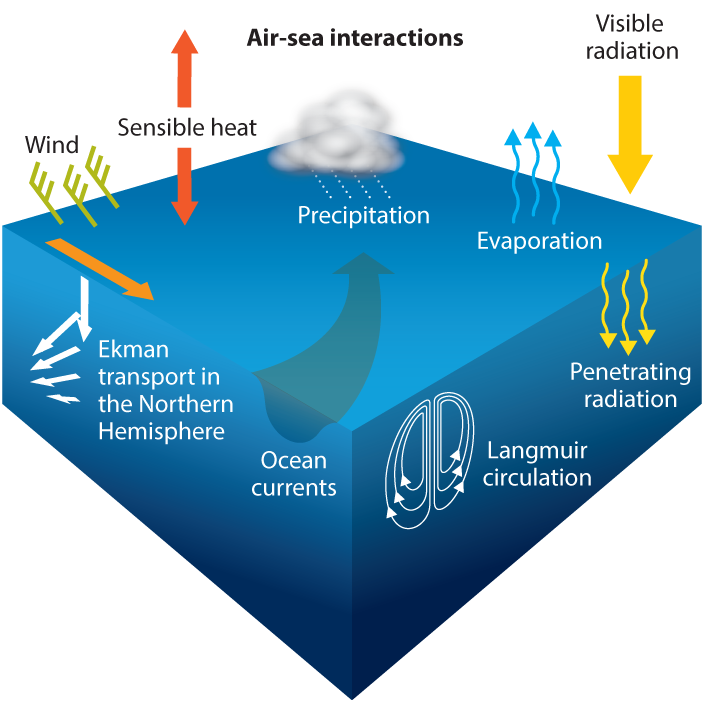 Air-sea interactions
Visible
radiation
Sensible heat
Wind
Precipitation
Evaporation
Ekman
transport in
the Northern
Hemisphere
Penetrating
radiation
Ocean
currents
Langmuir
circulation